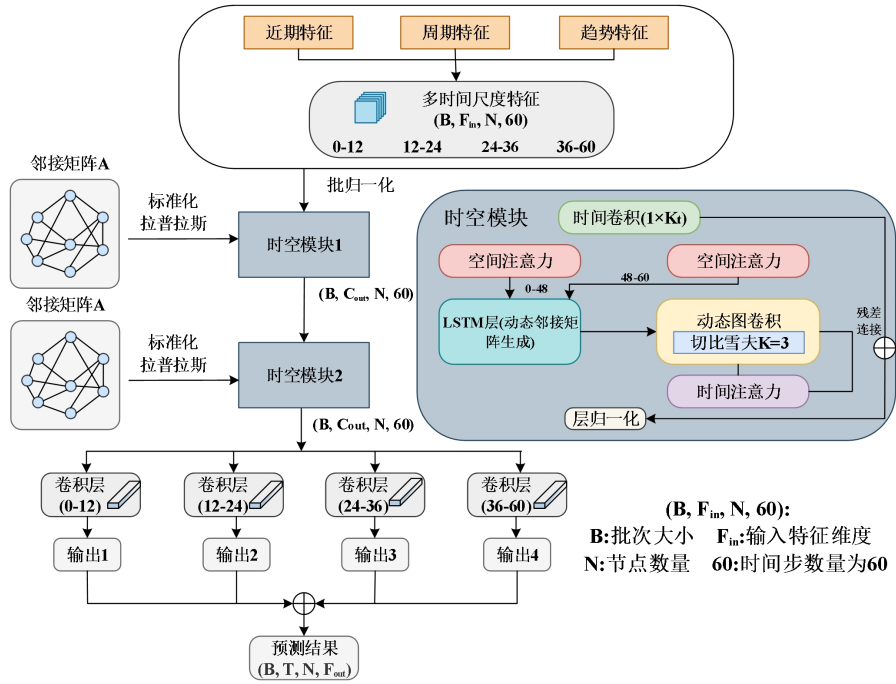 近期特征
周期特征
趋势特征
多时间尺度特征
(B, Fin, N, 60)
0-12 12-24 24-36 36-60
邻接矩阵A
标准化
拉普拉斯
批归一化
时空模块1
(B, Cout, N, 60)
邻接矩阵A
标准化
拉普拉斯
时空模块2
(B, Cout, N, 60)
时空模块
时间卷积(1×Kt)
空间注意力
空间注意力
0-48
48-60
LSTM层(动态邻接矩
阵生成)
动态图卷积
切比雪夫K=3
残差
连接
时间注意力
层归一化
卷积层
(0-12)
卷积层
(12-24)
卷积层
(24-36)
卷积层
(36-60)
输出1
输出2
输出3
输出4
预测结果
(B, T, N, Fout)
(B, Fin, N, 60):
B:批次大小 Fin:输入特征维度
N:节点数量 60:时间步数量为60